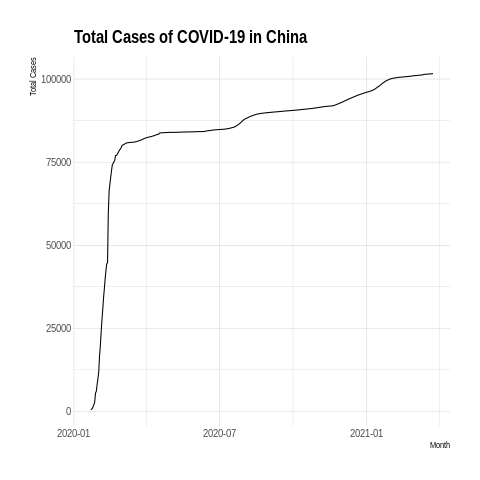 Total Cases of COVID-19 in China
Total Cases
100000
75000
50000
25000
0
2020-01
2020-07
2021-01
Month